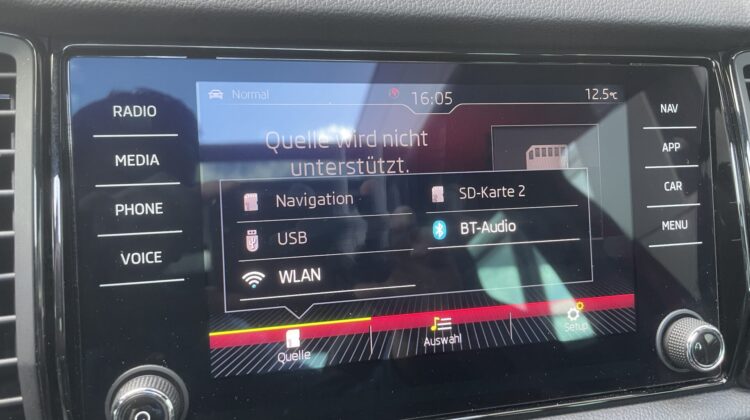 RADIO
MEDIA
PHONE
VOICE
Normal
16:05
12.5°C
Quelle wird nicht
unterstützt.
Navigation
SD-Karte 2
USB
BT-Audio
WLAN
Quelle
Auswahl
Setup
NAV
APP
CAR
MENU